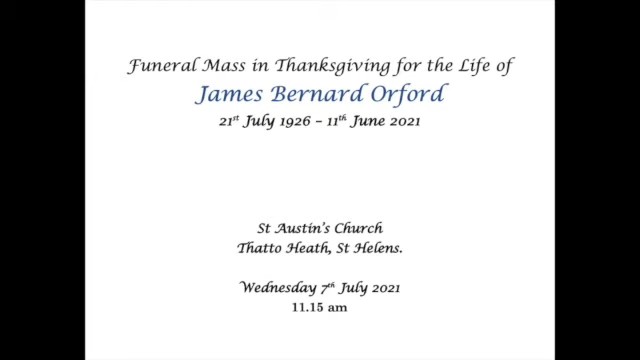 Funeral Mass in Thanksgiving for the Life of
James Bernard Orford
21st July 1926 – 11th June 2021
St Austin's Church
Thatto Heath, St Helens.
Wednesday 7th July 2021
11.15 am